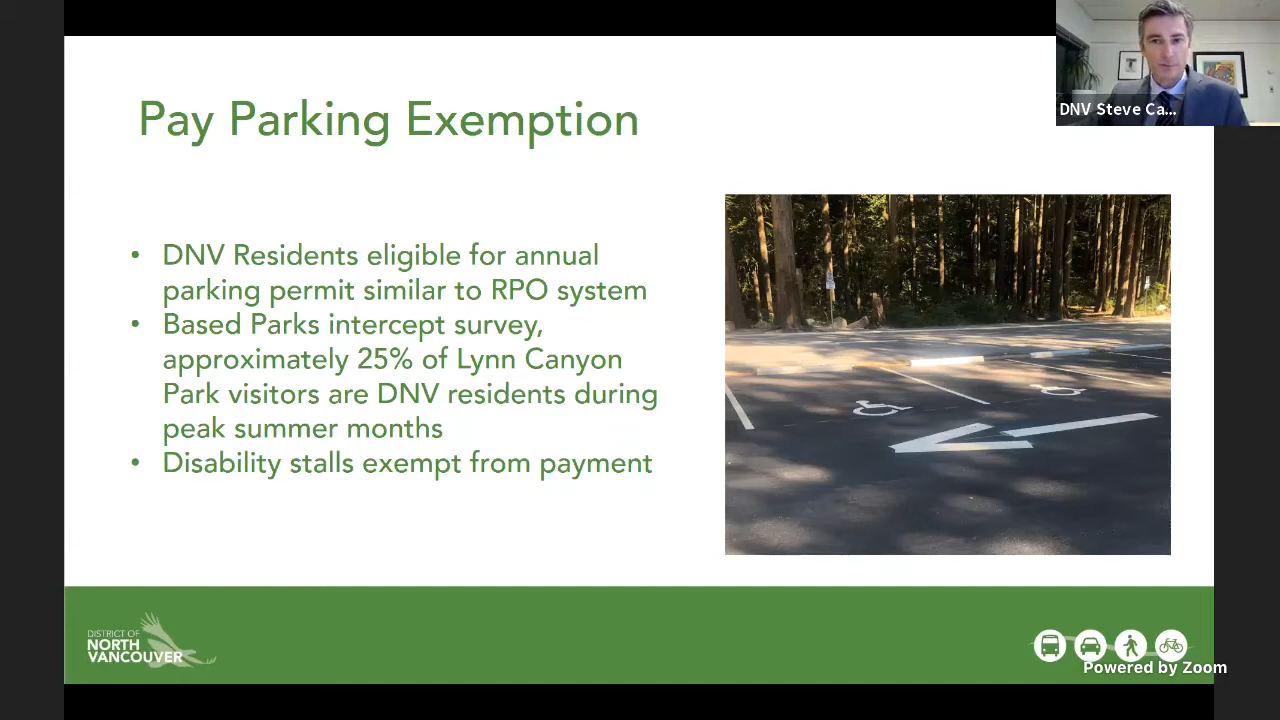 Pay Parking Exemption
DNV Steve Ca...
• DNV Residents eligible for annual
parking permit similar to RPO system
• Based Parks intercept survey,
approximately 25% of Lynn Canyon
Park visitors are DNV residents during
peak summer months
• Disability stalls exempt from payment
DISTRICT OF
NORTH
VANCOUVER
Powered by Zoom